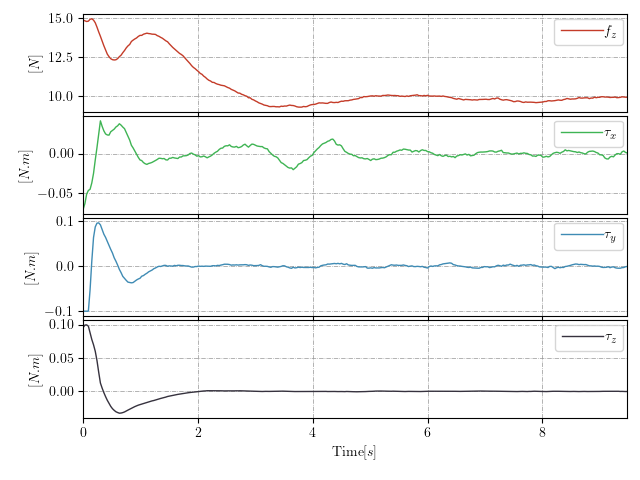 15.0
12.5
10.0
[N]
f_z
0.00
−0.05
[N.m]
τ_x
0.1
0.0
−0.1
[N.m]
τ_y
0.10
0.05
0.00
[N.m]
τ_z
0 2 4 6 8
Time[s]